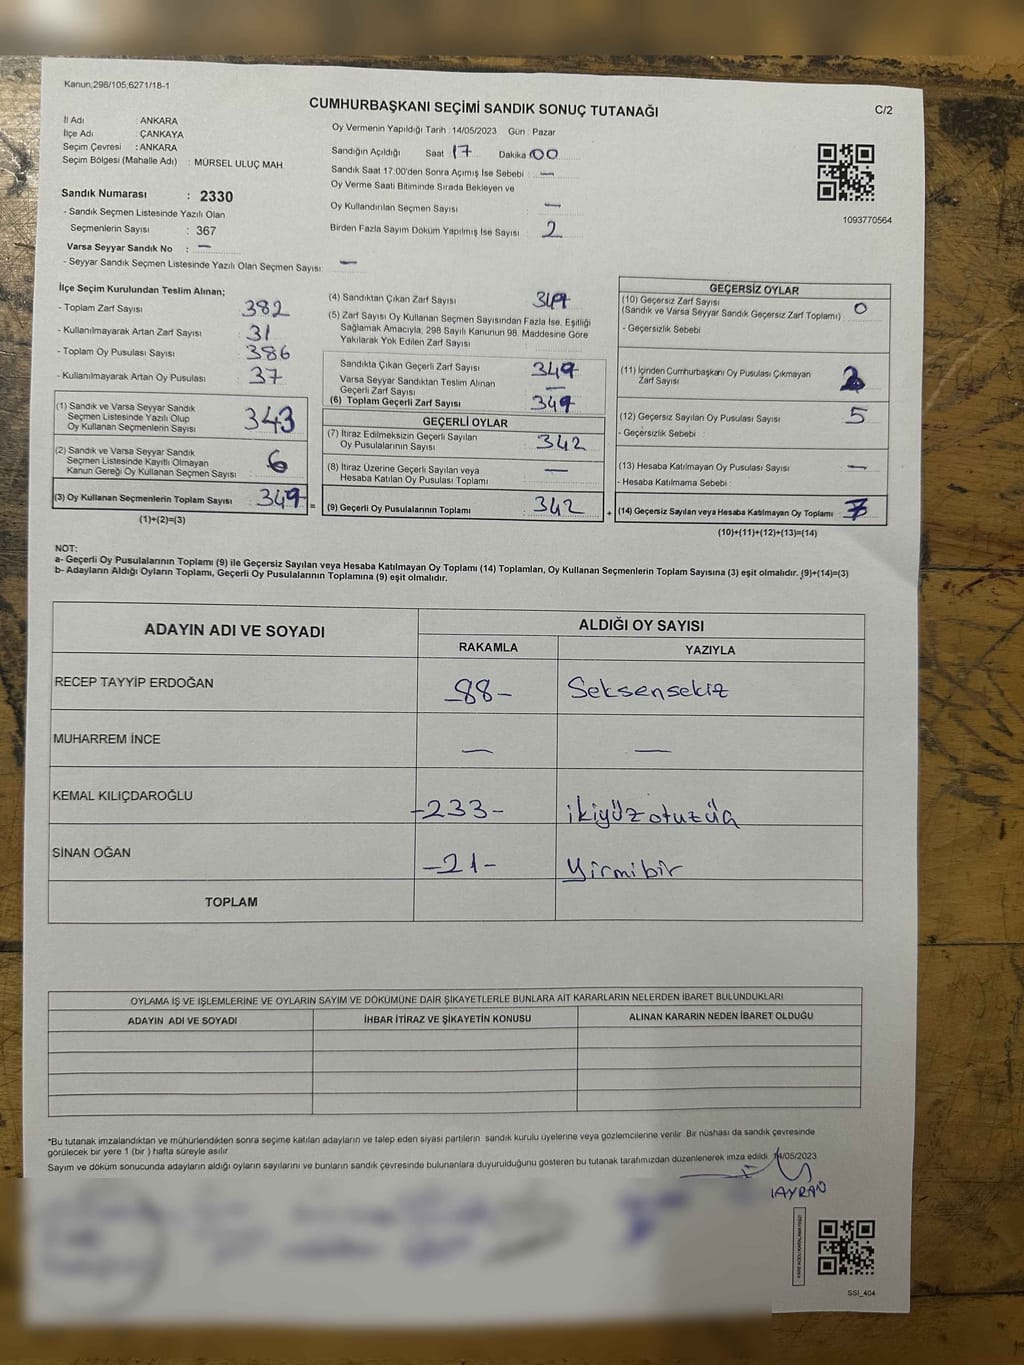 Kanun;298/105;6271/18-1
CUMHURBAŞKANI SEÇİMİ SANDIK SONUÇ TUTANAĞI
C/2
İl Adı : ANKARA
İlçe Adı : ÇANKAYA
Seçim Çevresi : ANKARA
Seçim Bölgesi (Mahalle Adı) : MÜRSEL ULUÇ MAH.
Sandık Numarası : 2330
- Sandık Seçmen Listesinde Yazılı Olan
Seçmenlerin Sayısı : 367
Varsa Seyyar Sandık No : —
- Seyyar Sandık Seçmen Listesinde Yazılı Olan Seçmen Sayısı: —
Oy Vermenin Yapıldığı Tarih : 14/05/2023 Gün : Pazar
Sandığın Açıldığı Saat 17 Dakika 00
Sandık Saat 17.00'den Sonra Açımış İse Sebebi : —
Oy Verme Saati Bitiminde Sırada Bekleyen ve
Oy Kullandırılan Seçmen Sayısı —
Birden Fazla Sayım Döküm Yapılmış İse Sayısı : 2
1093770564
İlçe Seçim Kurulundan Teslim Alınan;
- Toplam Zarf Sayısı : 382
- Kullanılmayarak Artan Zarf Sayısı : 31
- Toplam Oy Pusulası Sayısı : 386
- Kullanılmayarak Artan Oy Pusulası : 37
(1) Sandık ve Varsa Seyyar Sandık
Seçmen Listesinde Yazılı Olup
Oy Kullanan Seçmenlerin Sayısı : 343
(2) Sandık ve Varsa Seyyar Sandık
Seçmen Listesinde Kayıtlı Olmayan
Kanun Gereği Oy Kullanan Seçmen Sayısı : 6
(3) Oy Kullanan Seçmenlerin Toplam Sayısı : 349
(1)+(2)=(3)
=
(4) Sandıktan Çıkan Zarf Sayısı : 349
(5) Zarf Sayısı Oy Kullanan Seçmen Sayısından Fazla İse, Eşitliği
Sağlamak Amacıyla, 298 Sayılı Kanunun 98. Maddesine Göre
Yakılarak Yok Edilen Zarf Sayısı :
Sandıkta Çıkan Geçerli Zarf Sayısı : 349
Varsa Seyyar Sandıktan Teslim Alınan
Geçerli Zarf Sayısı : —
(6) Toplam Geçerli Zarf Sayısı : 349
GEÇERLİ OYLAR
(7) İtiraz Edilmeksizin Geçerli Sayılan
Oy Pusulalarının Sayısı : 342
(8) İtiraz Üzerine Geçerli Sayılan veya
Hesaba Katılan Oy Pusulası Toplamı : —
(9) Geçerli Oy Pusulalarının Toplamı : 342
+
GEÇERSİZ OYLAR
(10) Geçersiz Zarf Sayısı : 0
(Sandık ve Varsa Seyyar Sandık Geçersiz Zarf Toplamı)
- Geçersizlik Sebebi
(11) İçinden Cumhurbaşkanı Oy Pusulası Çıkmayan
Zarf Sayısı : 2
(12) Geçersiz Sayılan Oy Pusulası Sayısı : 5
- Geçersizlik Sebebi :
(13) Hesaba Katılmayan Oy Pusulası Sayısı : —
- Hesaba Katılmama Sebebi :
(14) Geçersiz Sayılan veya Hesaba Katılmayan Oy Toplamı : 7
(10)+(11)+(12)+(13)=(14)
NOT:
a- Geçerli Oy Pusulalarının Toplamı (9) ile Geçersiz Sayılan veya Hesaba Katılmayan Oy Toplamı (14) Toplamları, Oy Kullanan Seçmenlerin Toplam Sayısına (3) eşit olmalıdır. (9)+(14)=(3)
b- Adayların Aldığı Oyların Toplamı, Geçerli Oy Pusulalarının Toplamına (9) eşit olmalıdır.
ADAYIN ADI VE SOYADI
ALDIĞI OY SAYISI
RAKAMLA YAZIYLA
RECEP TAYYİP ERDOĞAN -88- Seksensekiz
MUHARREM İNCE — —
KEMAL KILIÇDAROĞLU -233- ikiyüzotuzüç
SİNAN OĞAN -21- Yirmibir
TOPLAM
OYLAMA İŞ VE İŞLEMLERİNE VE OYLARIN SAYIM VE DÖKÜMÜNE DAİR ŞİKAYETLERLE BUNLARA AİT KARARLARIN NELERDEN İBARET BULUNDUKLARI
ADAYIN ADI VE SOYADI İHBAR İTİRAZ VE ŞİKAYETİN KONUSU ALINAN KARARIN NEDEN İBARET OLDUĞU
*Bu tutanak imzalandıktan ve mühürlendikten sonra seçime katılan adayların ve talep eden siyasi partilerin sandık kurulu üyelerine veya gözlemcilerine verilir. Bir nüshası da sandık çevresinde
görülecek bir yere 1 (bir ) hafta süreyle asılır.
Sayım ve döküm sonucunda adayların aldığı oyların sayılarını ve bunların sandık çevresinde bulunanlara duyurulduğunu gösteren bu tutanak tarafımızdan düzenlenerek imza edildi. 14/05/2023
SSI_404